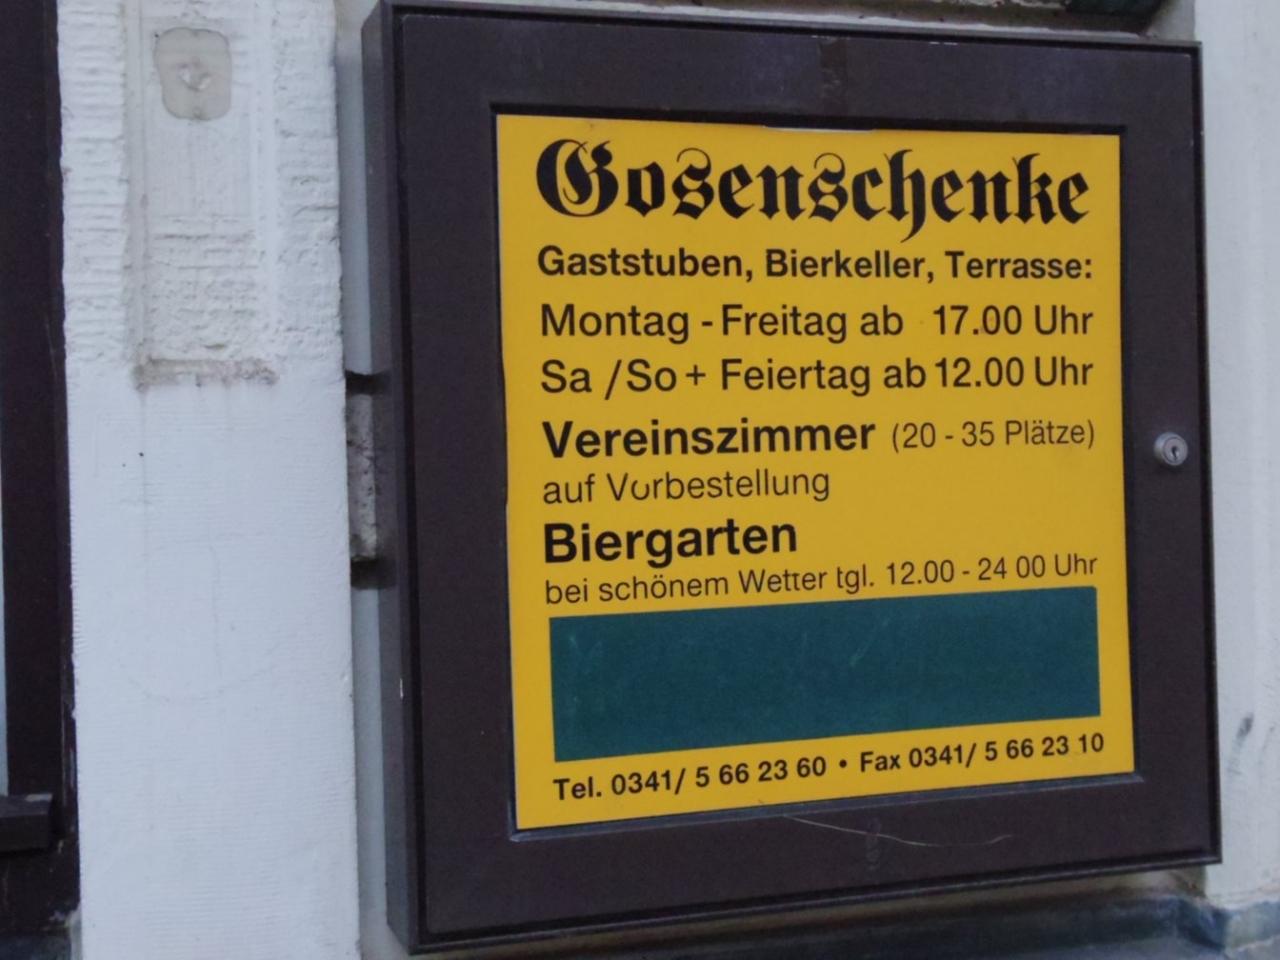 Gosenschenke
Gaststuben, Bierkeller, Terrasse:
Montag - Freitag ab 17.00 Uhr
Sa /So + Feiertag ab 12.00 Uhr
Vereinszimmer (20 - 35 Plätze)
auf Vorbestellung
Biergarten
bei schönem Wetter tgl. 12.00 - 24 00 Uhr
Tel. 0341/ 5 66 23 60 • Fax 0341/ 5 66 23 10